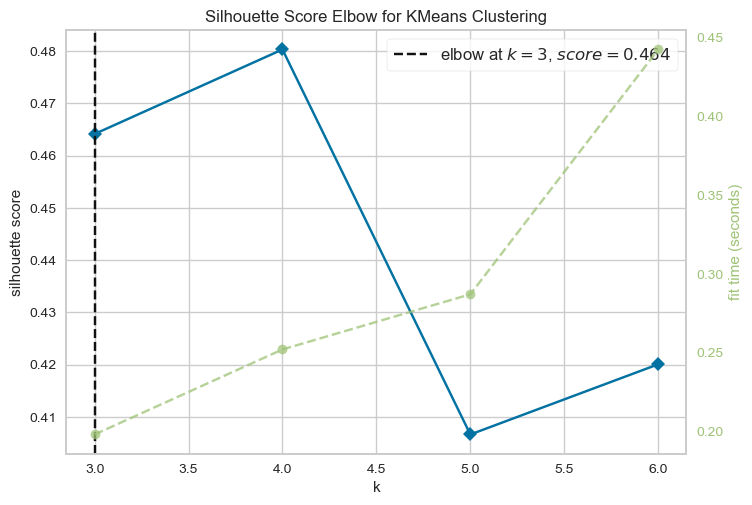 Silhouette Score Elbow for KMeans Clustering
elbow at k = 3, score = 0.464
silhouette score
0.48
0.47
0.46
0.45
0.44
0.43
0.42
0.41
0.45
0.40
0.35
0.30
0.25
0.20
fit time (seconds)
3.0 3.5 4.0 4.5 5.0 5.5 6.0
k